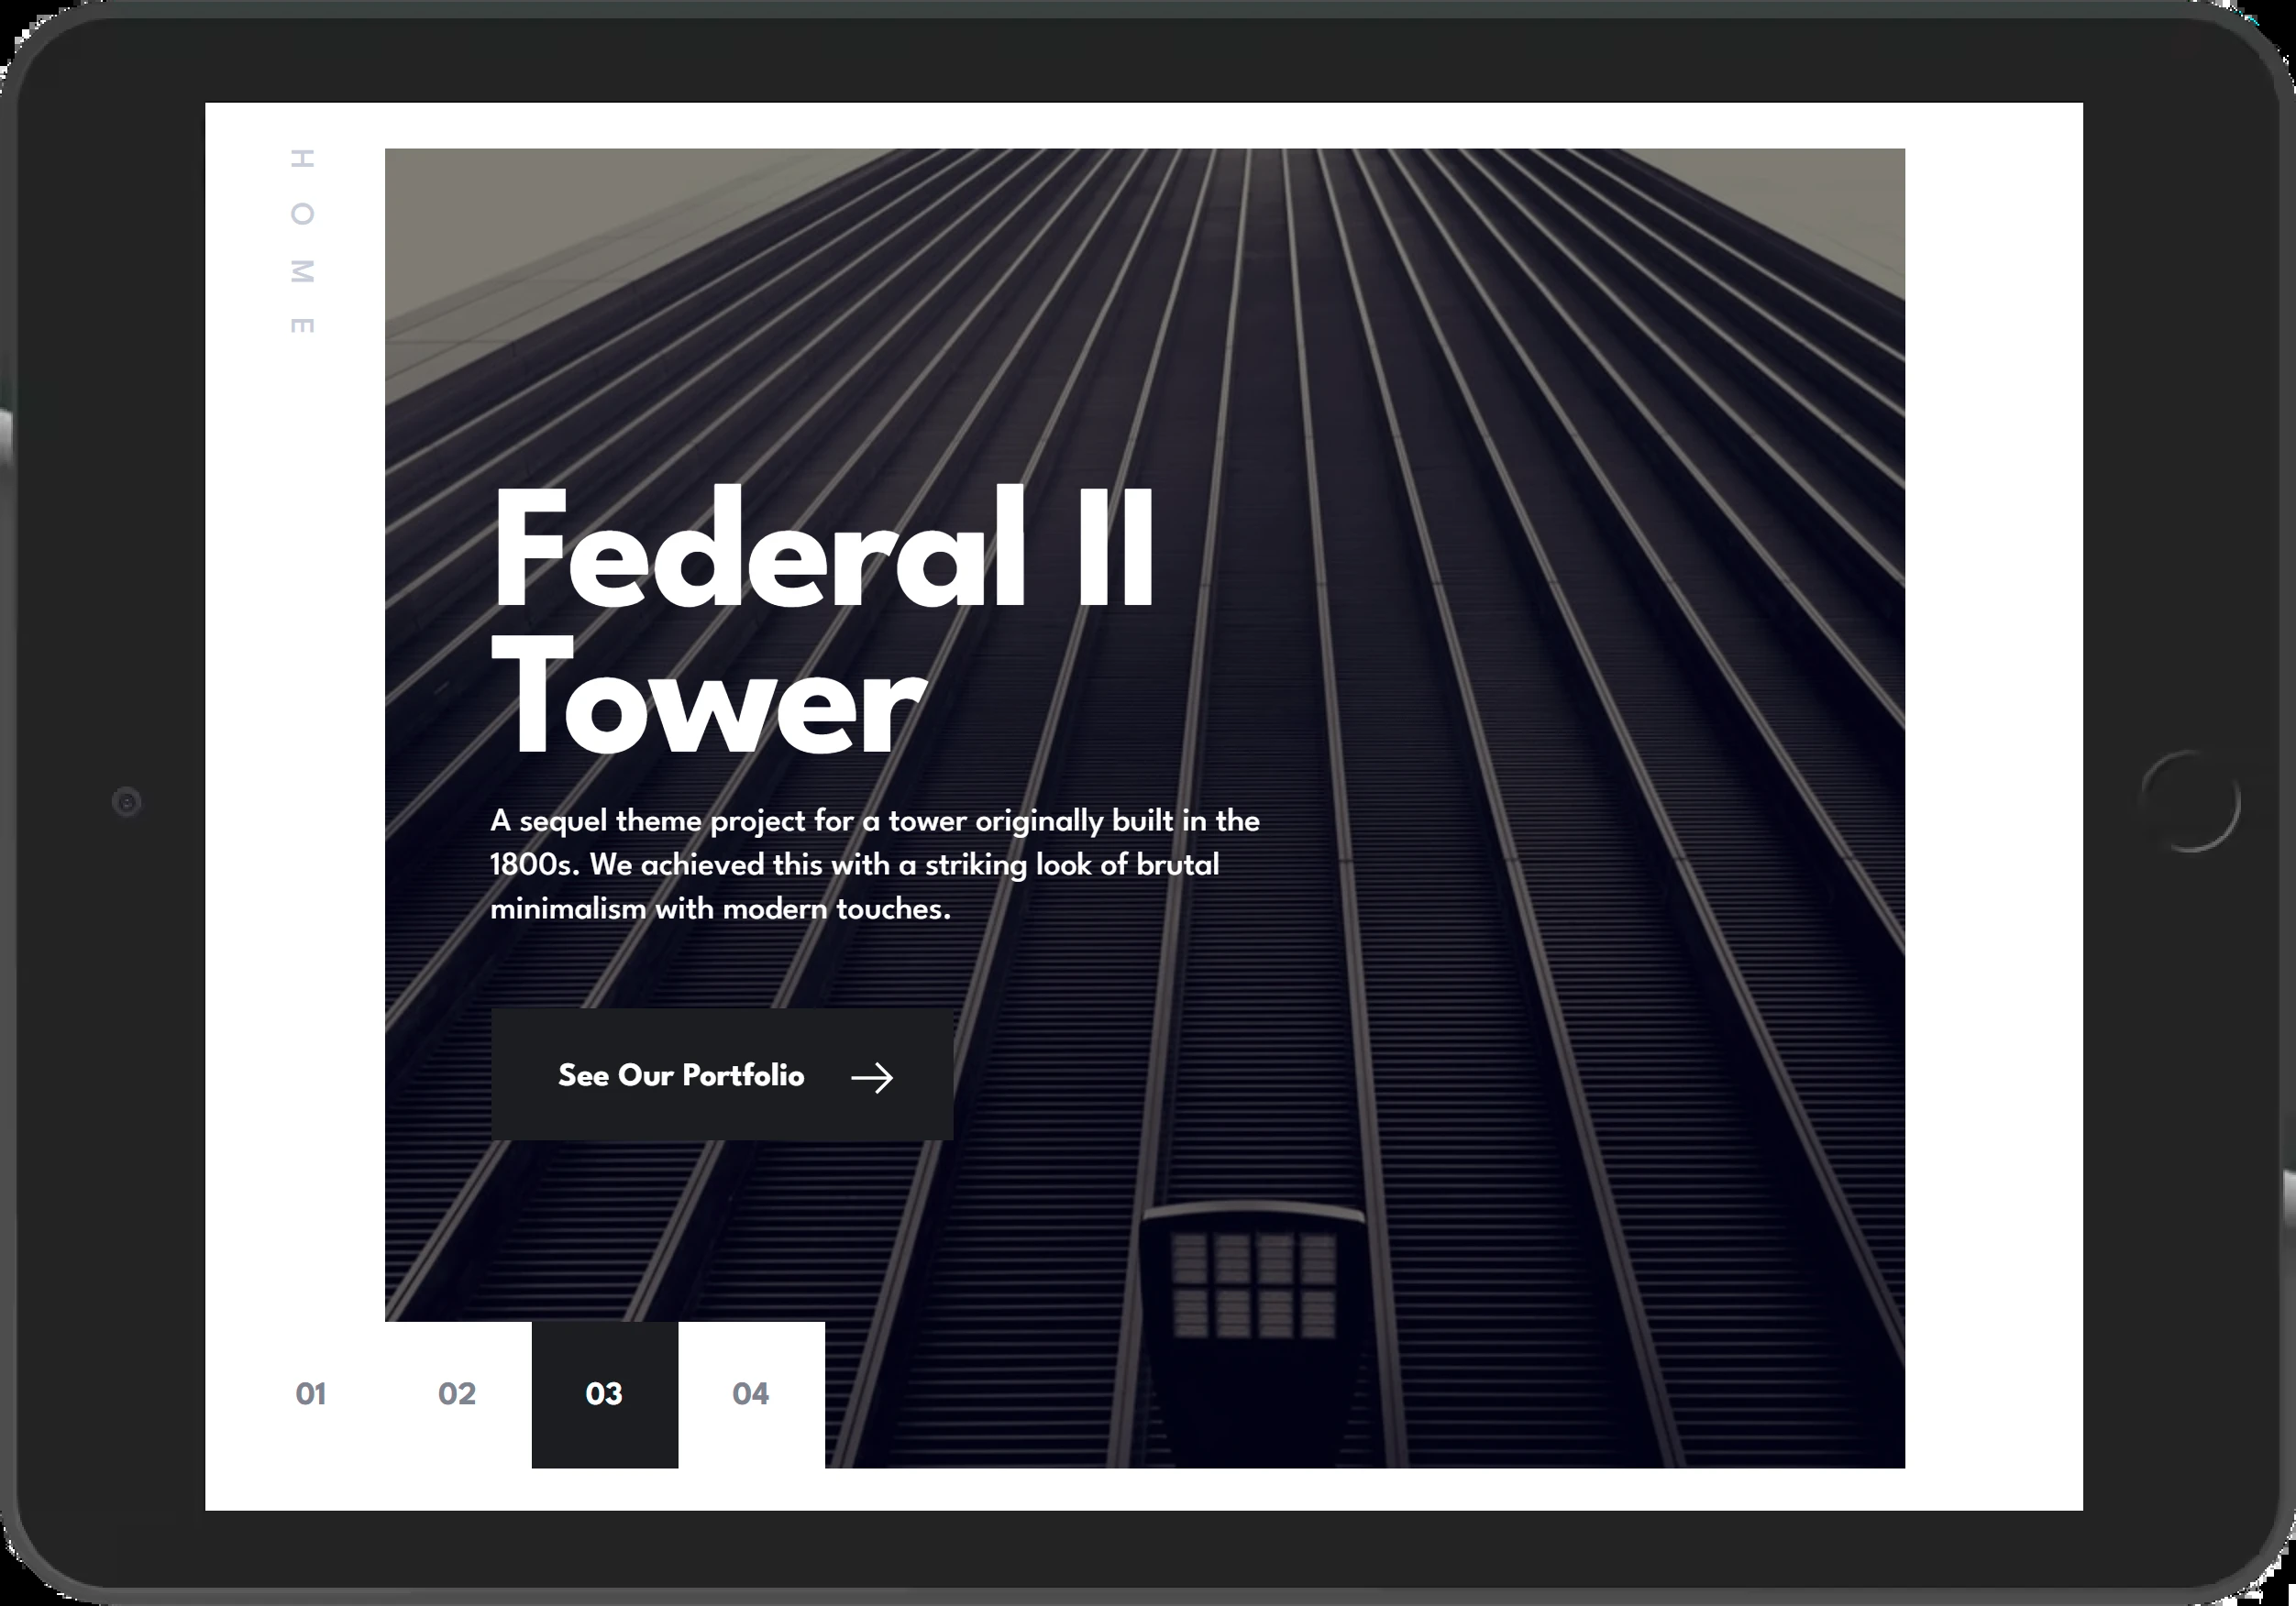 HOME
Federal II
Tower
A sequel theme project for a tower originally built in the
1800s. We achieved this with a striking look of brutal
minimalism with modern touches.
See Our Portfolio
01 02 03 04